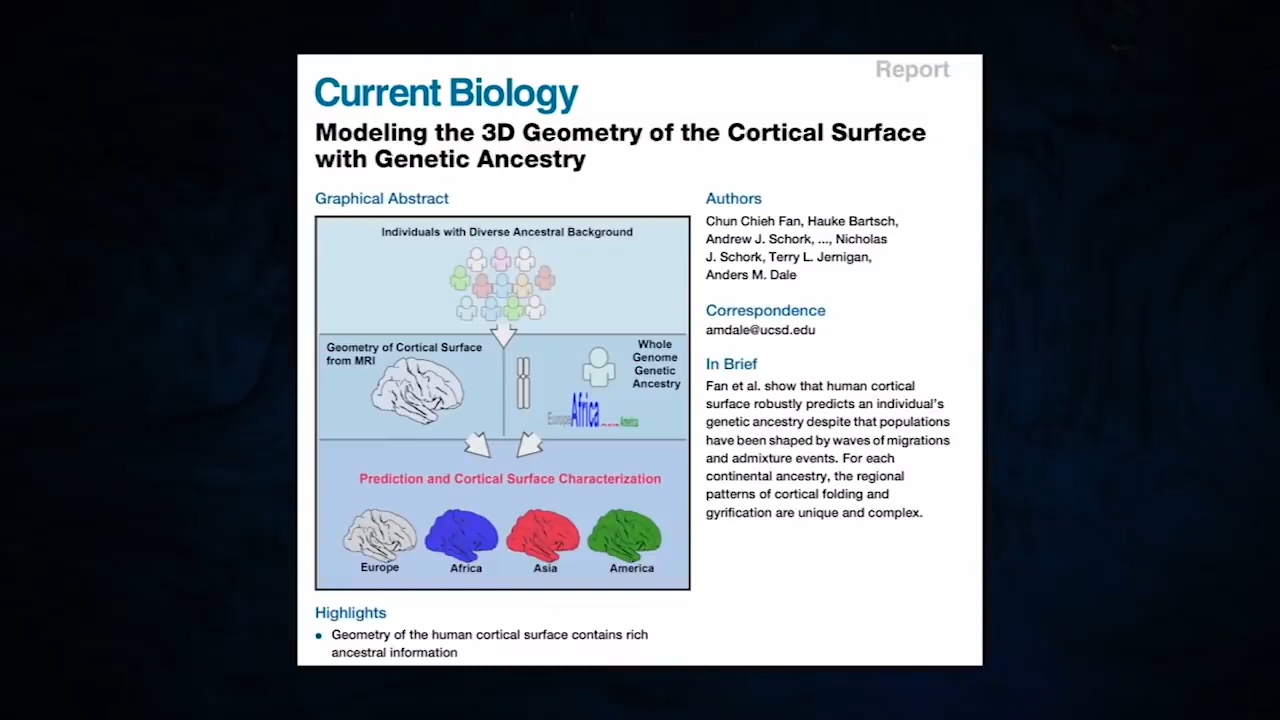 Report
Current Biology
Modeling the 3D Geometry of the Cortical Surface
with Genetic Ancestry
Graphical Abstract
Individuals with Diverse Ancestral Background
Geometry of Cortical Surface
from MRI
Whole
Genome
Genetic
Ancestry
Europe Africa America
Prediction and Cortical Surface Characterization
Europe
Africa
Asia
America
Highlights
Geometry of the human cortical surface contains rich
ancestral information
Authors
Chun Chieh Fan, Hauke Bartsch,
Andrew J. Schork, ..., Nicholas
J. Schork, Terry L. Jernigan,
Anders M. Dale
Correspondence
amdale@ucsd.edu
In Brief
Fan et al. show that human cortical
surface robustly predicts an individual's
genetic ancestry despite that populations
have been shaped by waves of migrations
and admixture events. For each
continental ancestry, the regional
patterns of cortical folding and
gyrification are unique and complex.